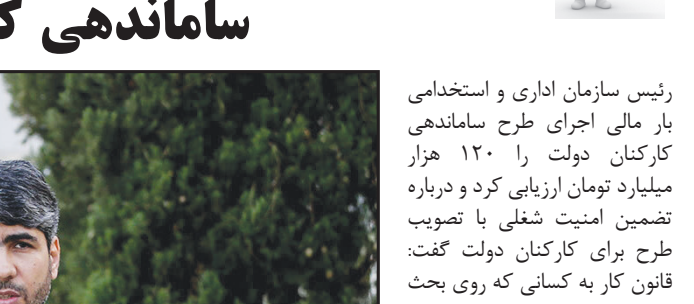 ساماندهی
رئیس سازمان اداری و استخدامی
بار مالی اجرای طرح ساماندهی
کارکنان دولت را ۱۲۰ هزار
میلیارد تومان ارزیابی کرد و درباره
تضمین امنیت شغلی با تصویب
طرح برای کارکنان دولت گفت:
قانون کار به کسانی که روی بحث